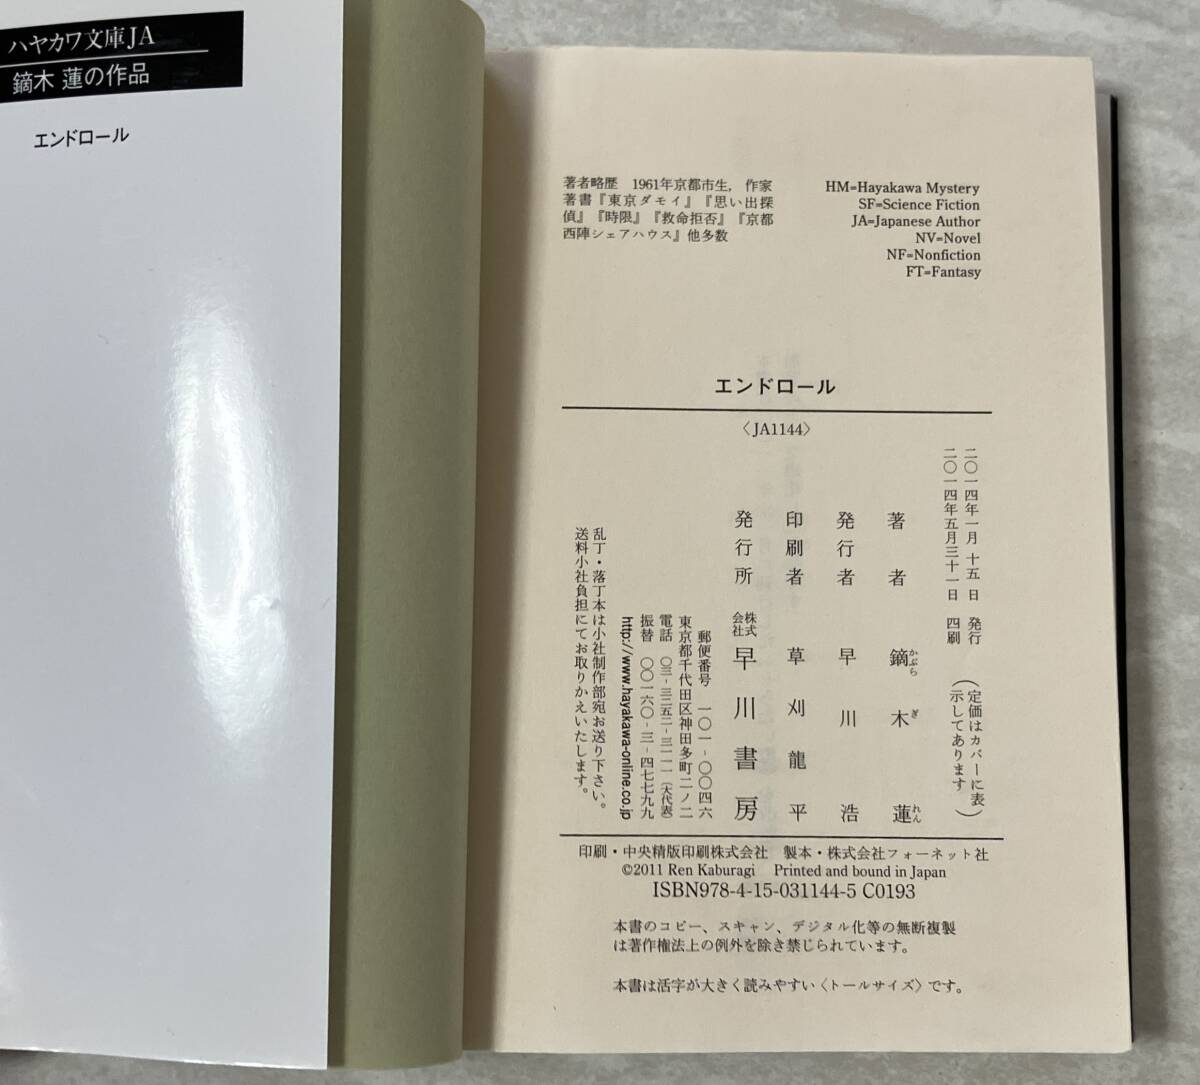 ハヤカワ文庫JA
鏑木 蓮の作品
エンドロール
著者略歴　1961年京都市生，作家
著書『東京ダモイ』『思い出探
偵』『時限』『救命拒否』『京都
西陣シェアハウス』他多数
HM=Hayakawa Mystery
SF=Science Fiction
JA=Japanese Author
NV=Novel
NF=Nonfiction
FT=Fantasy
エンドロール
〈JA1144〉
二〇一四年一月 十五 日　発行
二〇一四年五月三十一日　四刷
（定価はカバーに表
示してあります）
著者　鏑木　蓮
かぶら ぎ れん
発行者　早川　浩
印刷者　草刈龍平
発行所　株式会社　早川書房
郵便番号　一〇一‐〇〇四六
東京都千代田区神田多町二ノ二
電話　〇三‐三二五二‐三一一一（大代表）
振替　〇〇一六〇‐三‐四七七九九
http://www.hayakawa-online.co.jp
乱丁・落丁本は小社制作部宛お送り下さい。
送料小社負担にてお取りかえいたします。
印刷・中央精版印刷株式会社　製本・株式会社フォーネット社
©2011 Ren Kaburagi　Printed and bound in Japan
ISBN978-4-15-031144-5 C0193
本書のコピー、スキャン、デジタル化等の無断複製
は著作権法上の例外を除き禁じられています。
本書は活字が大きく読みやすい〈トールサイズ〉です。